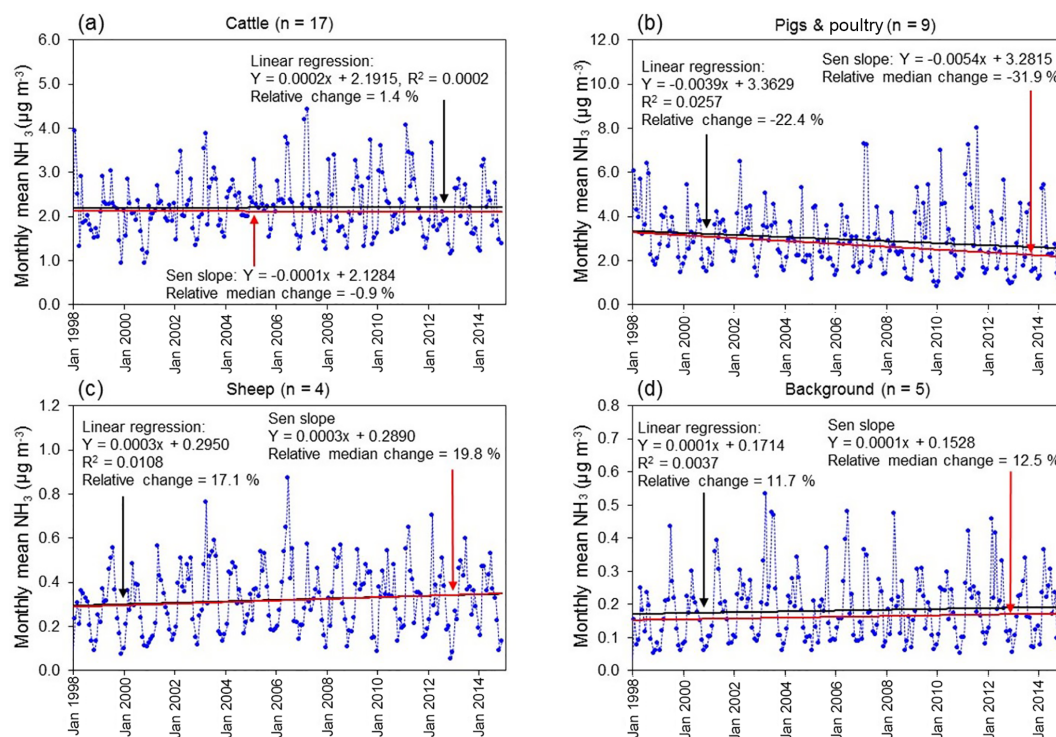 (a) Cattle (n = 17)
Monthly mean NH3 (µg m-3)
6.0
5.0
4.0
3.0
2.0
1.0
0.0
Linear regression:
Y = 0.0002x + 2.1915, R2 = 0.0002
Relative change = 1.4 %
Sen slope: Y = -0.0001x + 2.1284
Relative median change = -0.9 %
Jan 1998
Jan 2000
Jan 2002
Jan 2004
Jan 2006
Jan 2008
Jan 2010
Jan 2012
Jan 2014
(b) Pigs & poultry (n = 9)
Monthly mean NH3 (µg m-3)
12.0
10.0
8.0
6.0
4.0
2.0
0.0
Linear regression:
Y = -0.0039x + 3.3629
R2 = 0.0257
Relative change = -22.4 %
Sen slope: Y = -0.0054x + 3.2815
Relative median change = -31.9 %
Jan 1998
Jan 2000
Jan 2002
Jan 2004
Jan 2006
Jan 2008
Jan 2010
Jan 2012
Jan 2014
(c) Sheep (n = 4)
Monthly mean NH3 (µg m-3)
1.2
1.0
0.8
0.6
0.4
0.2
0.0
Linear regression:
Y = 0.0003x + 0.2950
R2 = 0.0108
Relative change = 17.1 %
Sen slope
Y = 0.0003x + 0.2890
Relative median change = 19.8 %
Jan 1998
Jan 2000
Jan 2002
Jan 2004
Jan 2006
Jan 2008
Jan 2010
Jan 2012
Jan 2014
(d) Background (n = 5)
Monthly mean NH3 (µg m-3)
0.8
0.7
0.6
0.5
0.4
0.3
0.2
0.1
0.0
Linear regression:
Y = 0.0001x + 0.1714
R2 = 0.0037
Relative change = 11.7 %
Sen slope
Y = 0.0001x + 0.1528
Relative median change = 12.5 %
Jan 1998
Jan 2000
Jan 2002
Jan 2004
Jan 2006
Jan 2008
Jan 2010
Jan 2012
Jan 2014